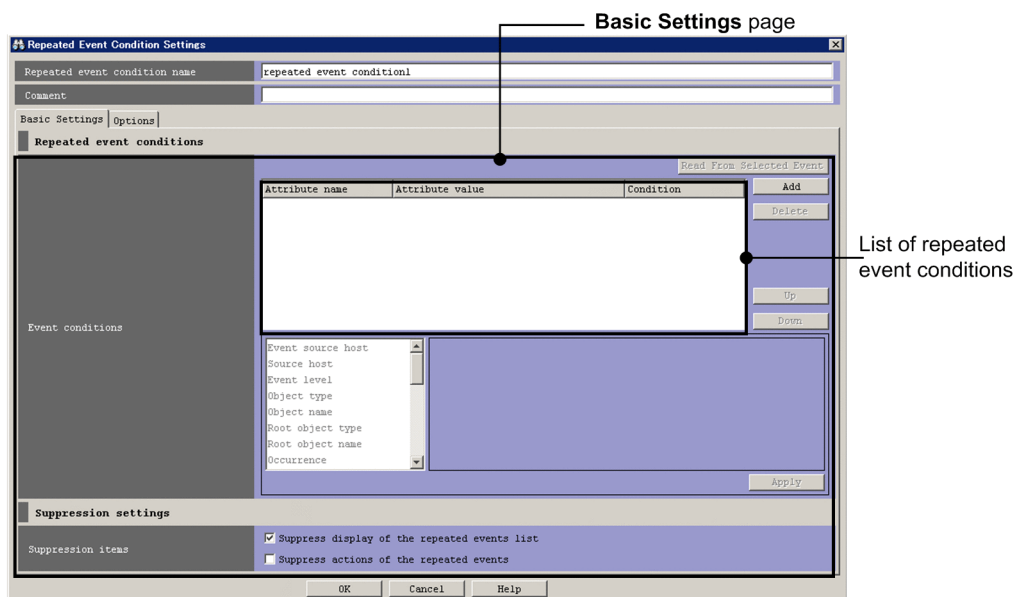 Basic Settings page
Repeated Event Condition Settings
Repeated event condition name
repeated event condition1
Comment
Basic Settings
Options
Repeated event conditions
Read From Selected Event
Attribute name
Attribute value
Condition
Add
Delete
List of repeated
event conditions
Up
Down
Event conditions
Event source host
Source host
Event level
Object type
Object name
Root object type
Root object name
Occurrence
Apply
Suppression settings
Suppression items
Suppress display of the repeated events list
Suppress actions of the repeated events
OK
Cancel
Help